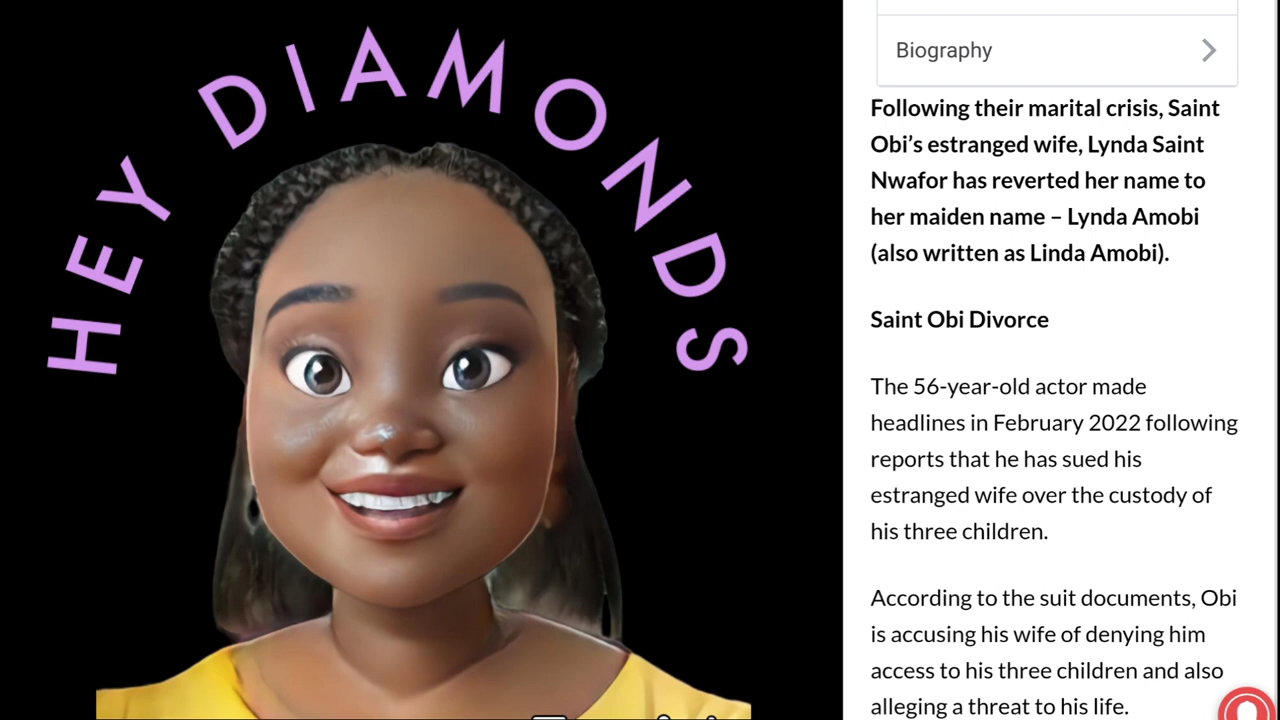 HEY DIAMONDS
Biography
Following their marital crisis, Saint
Obi’s estranged wife, Lynda Saint
Nwafor has reverted her name to
her maiden name – Lynda Amobi
(also written as Linda Amobi).
Saint Obi Divorce
The 56-year-old actor made
headlines in February 2022 following
reports that he has sued his
estranged wife over the custody of
his three children.
According to the suit documents, Obi
is accusing his wife of denying him
access to his three children and also
alleging a threat to his life.